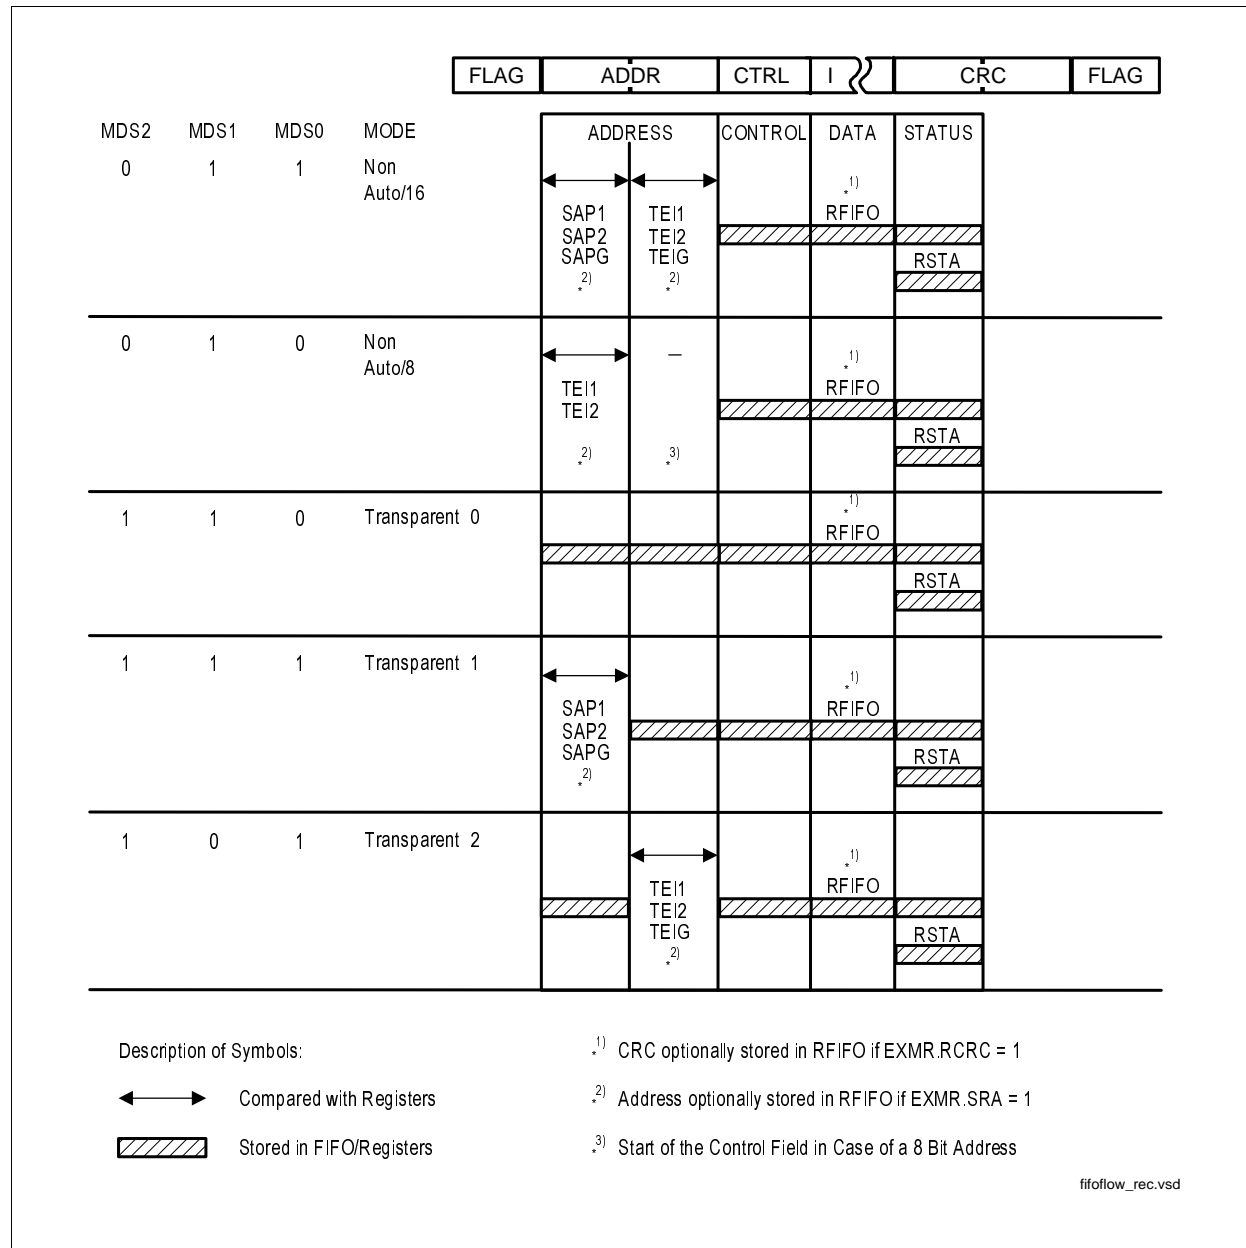 FLAG ADDR CTRL I CRC FLAG
MDS2 MDS1 MDS0 MODE ADDRESS CONTROL DATA STATUS
0 1 1 Non
Auto/16
*1)
SAP1 TEI1 RFIFO
SAP2 TEI2
SAPG TEIG RSTA
*2) *2)
0 1 0 Non
Auto/8 – *1)
TEI1 RFIFO
TEI2
RSTA
*2) *3)
1 1 0 Transparent 0 *1)
RFIFO
RSTA
1 1 1 Transparent 1
*1)
SAP1 RFIFO
SAP2
SAPG RSTA
*2)
1 0 1 Transparent 2
*1)
TEI1 RFIFO
TEI2
TEIG RSTA
*2)
Description of Symbols: *1) CRC optionally stored in RFIFO if EXMR.RCRC = 1
Compared with Registers *2) Address optionally stored in RFIFO if EXMR.SRA = 1
Stored in FIFO/Registers *3) Start of the Control Field in Case of a 8 Bit Address
fifoflow_rec.vsd